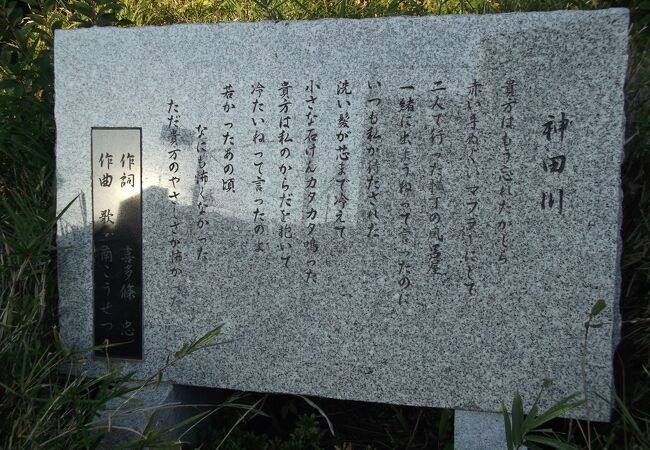 神田川
貴方はもう忘れたかしら
赤い手ぬぐい マフラーにして
二人で行った横丁の風呂屋
一緒に出ようねって言ったのに
いつも私が待たされた
洗い髪が芯まで冷えて
小さな石けんカタカタ鳴った
貴方は私のからだを抱いて
冷たいねって言ったのよ
若かったあの頃
なにも怖くなかった
ただ貴方のやさしさが怖かった
作詞 喜多條 忠
作曲 歌 南こうせつ